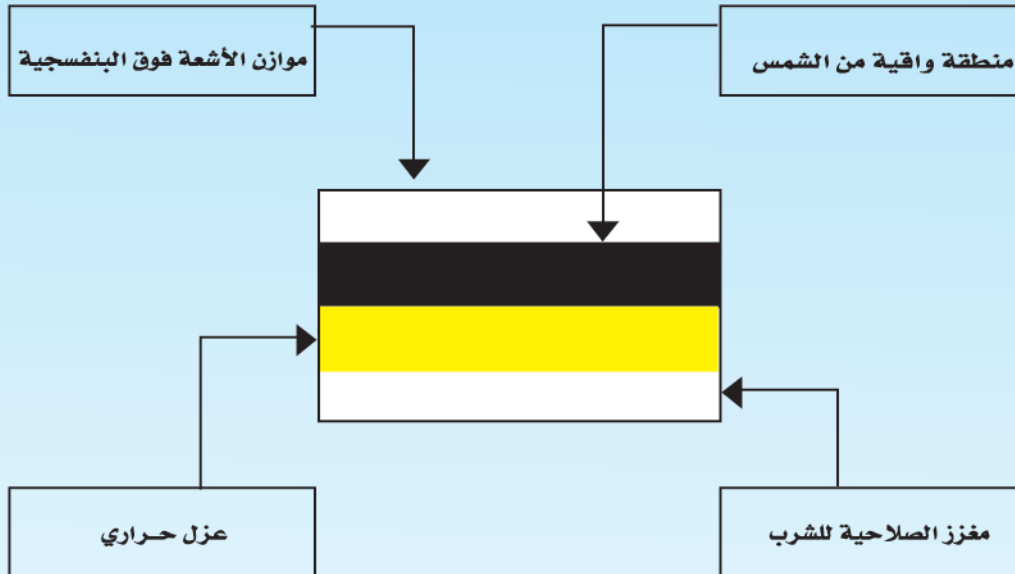 منطقة واقية من الشمس
موازن الأشعة فوق البنفسجية
مغزز الصلاحية للشرب
عزل حـراري